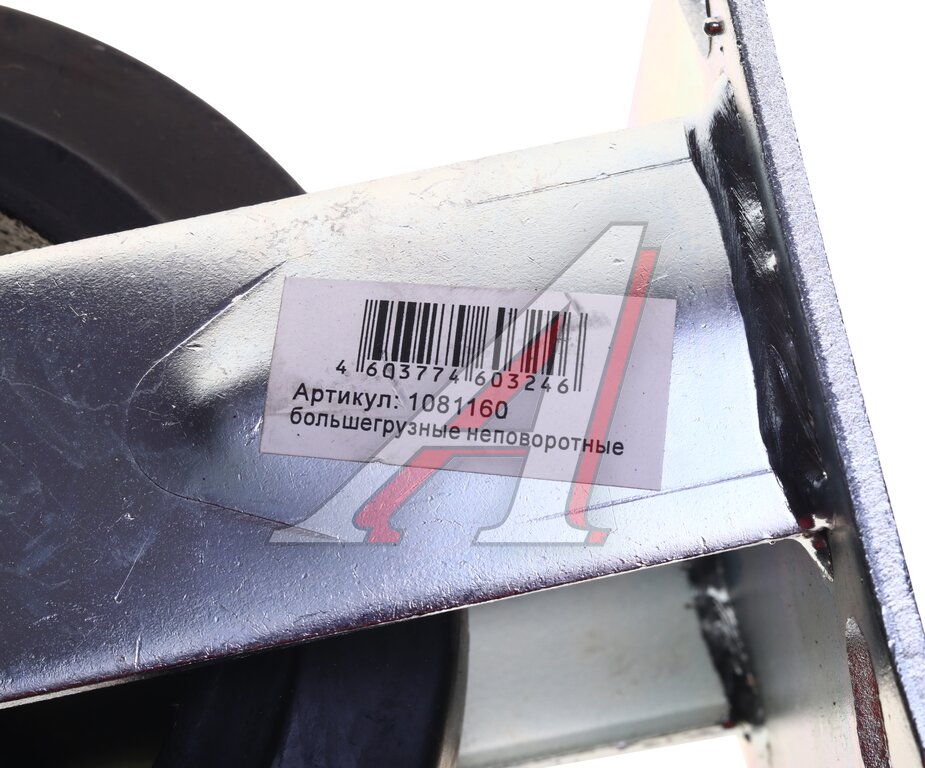 4 603774 603246
Артикул: 1081160
большегрузные неповоротные